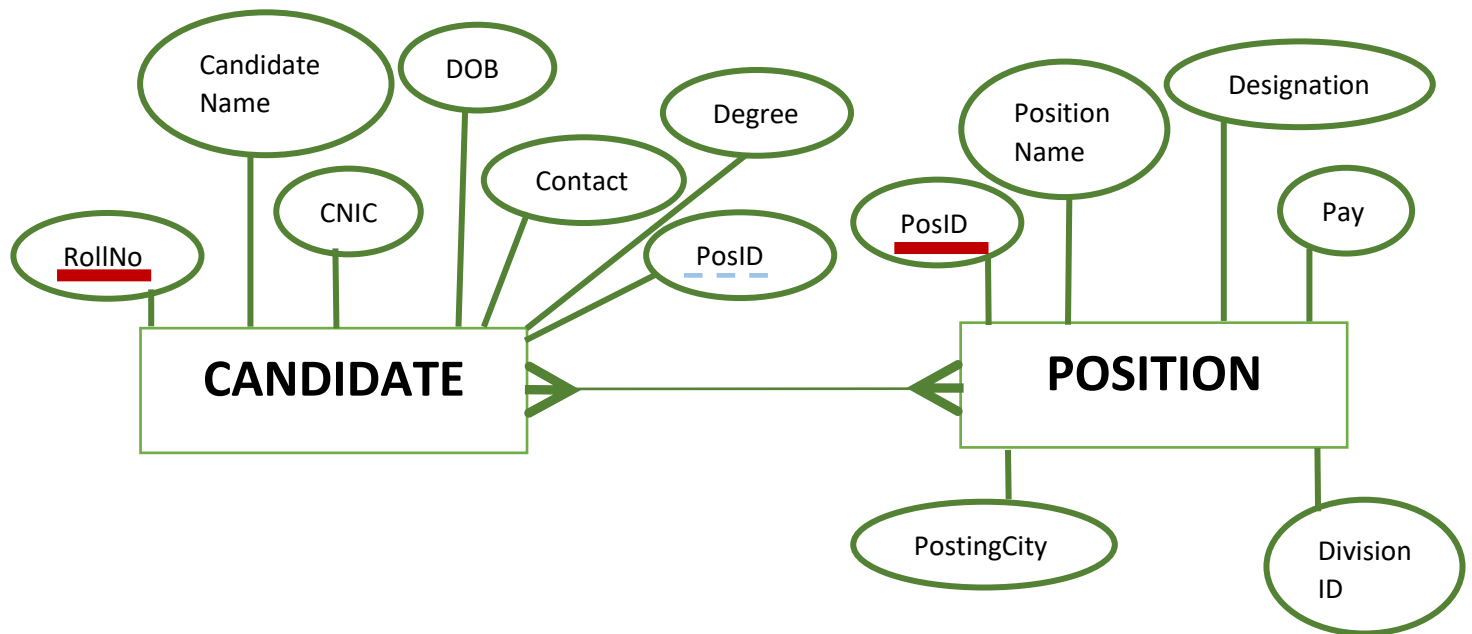 Candidate
Name
DOB
Degree
Contact
CNIC
RollNo
PosID
CANDIDATE
Designation
Position
Name
Pay
PosID
POSITION
PostingCity
Division
ID